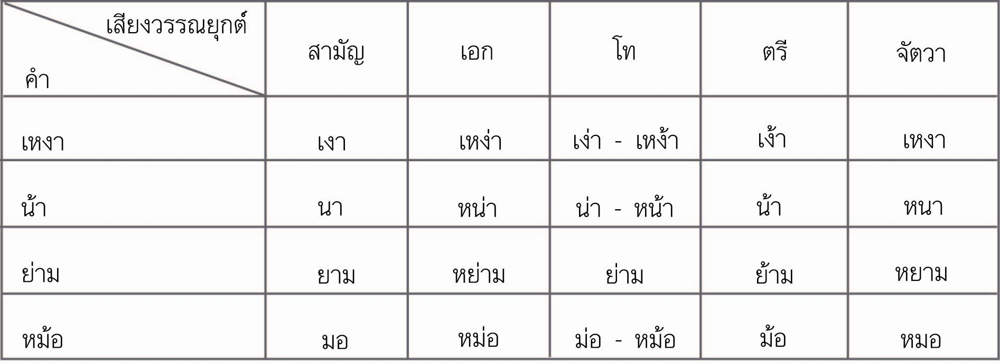 เสียงวรรณยุกต์
คำ
สามัญ เอก โท ตรี จัตวา
เหงา เงา เหง่า เง่า - เหง้า เง้า เหงา
น้า นา หน่า น่า - หน้า น้า หนา
ย่าม ยาม หย่าม ย่าม ย้าม หยาม
หม้อ มอ หม่อ ม่อ - หม้อ ม้อ หมอ